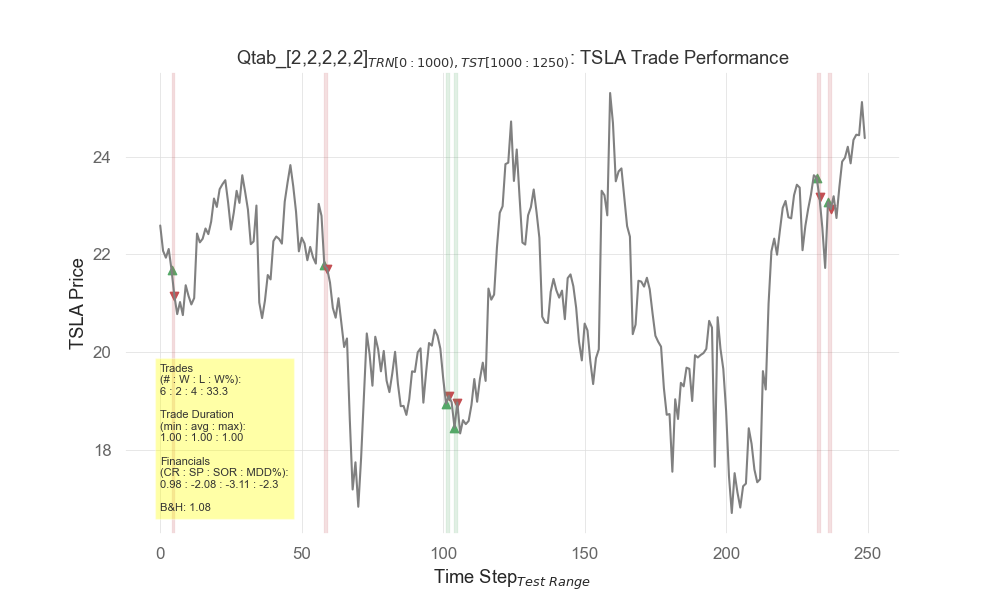 Qtab_[2,2,2,2,2]TRN[0 : 1000), TST[1000 : 1250): TSLA Trade Performance
24
22
20
18
TSLA Price
Trades
(# : W : L : W%):
6 : 2 : 4 : 33.3
Trade Duration
(min : avg : max):
1.00 : 1.00 : 1.00
Financials
(CR : SP : SOR : MDD%):
0.98 : -2.08 : -3.11 : -2.3
B&H: 1.08
0 50 100 150 200 250
Time StepTest Range